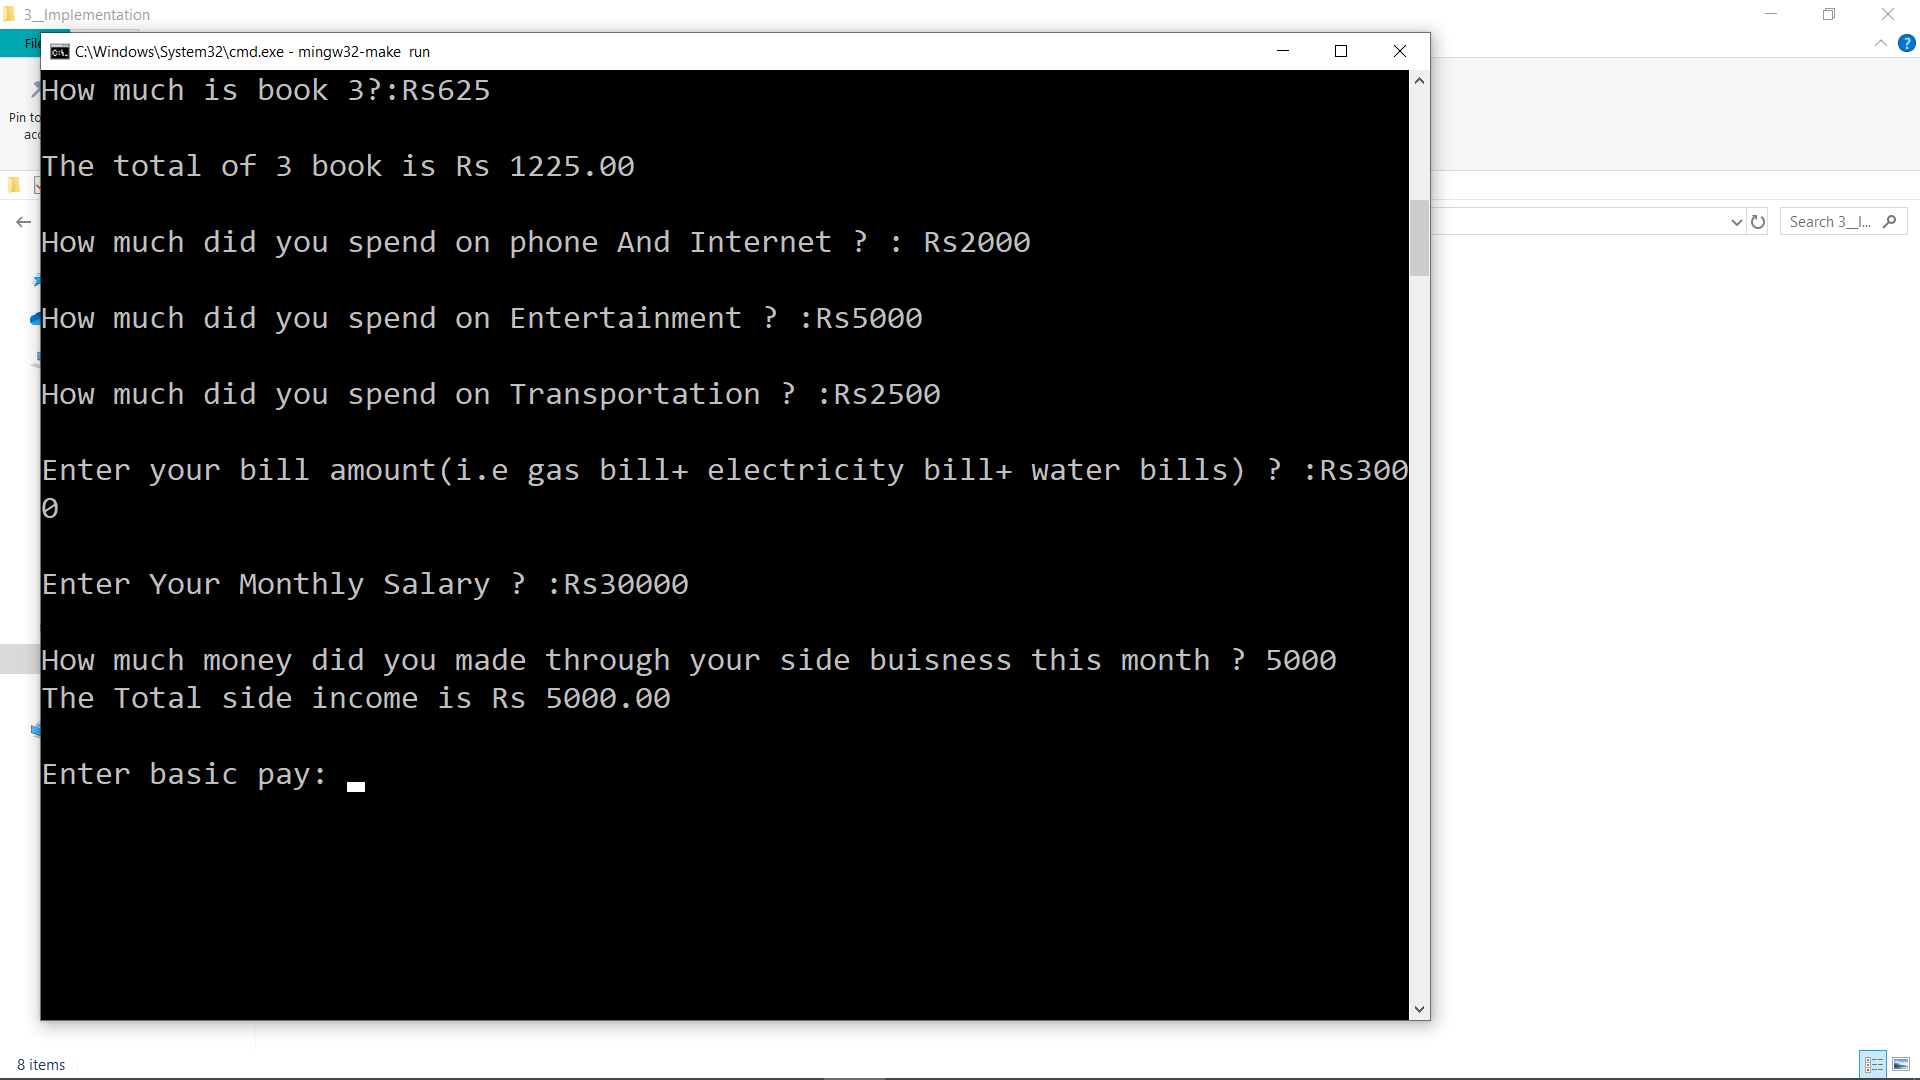 3__Implementation
File
C:\Windows\System32\cmd.exe - mingw32-make  run
Pin to
acc
How much is book 3?:Rs625
The total of 3 book is Rs 1225.00
How much did you spend on phone And Internet ? : Rs2000
How much did you spend on Entertainment ? :Rs5000
How much did you spend on Transportation ? :Rs2500
Enter your bill amount(i.e gas bill+ electricity bill+ water bills) ? :Rs300
0
Enter Your Monthly Salary ? :Rs30000
How much money did you made through your side buisness this month ? 5000
The Total side income is Rs 5000.00
Enter basic pay:
Search 3__I...
8 items